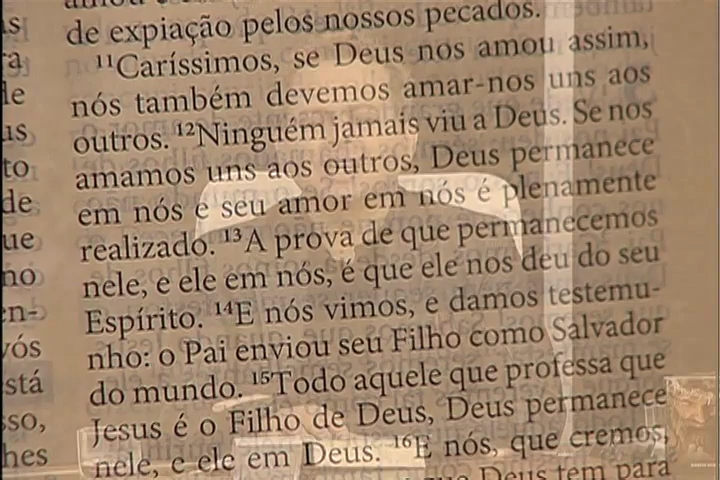 de expiação pelos nossos pecados.
¹¹Caríssimos, se Deus nos amou assim,
nós também devemos amar-nos uns aos
outros. ¹²Ninguém jamais viu a Deus. Se nos
amamos uns aos outros, Deus permanece
em nós e seu amor em nós é plenamente
realizado. ¹³A prova de que permanecemos
nele, e ele em nós, é que ele nos deu do seu
Espírito. ¹⁴E nós vimos, e damos testemu-
nho: o Pai enviou seu Filho como Salvador
do mundo. ¹⁵Todo aquele que professa que
Jesus é o Filho de Deus, Deus permanece
nele, e ele em Deus. ¹⁶E nós, que cremos,
que Deus tem para